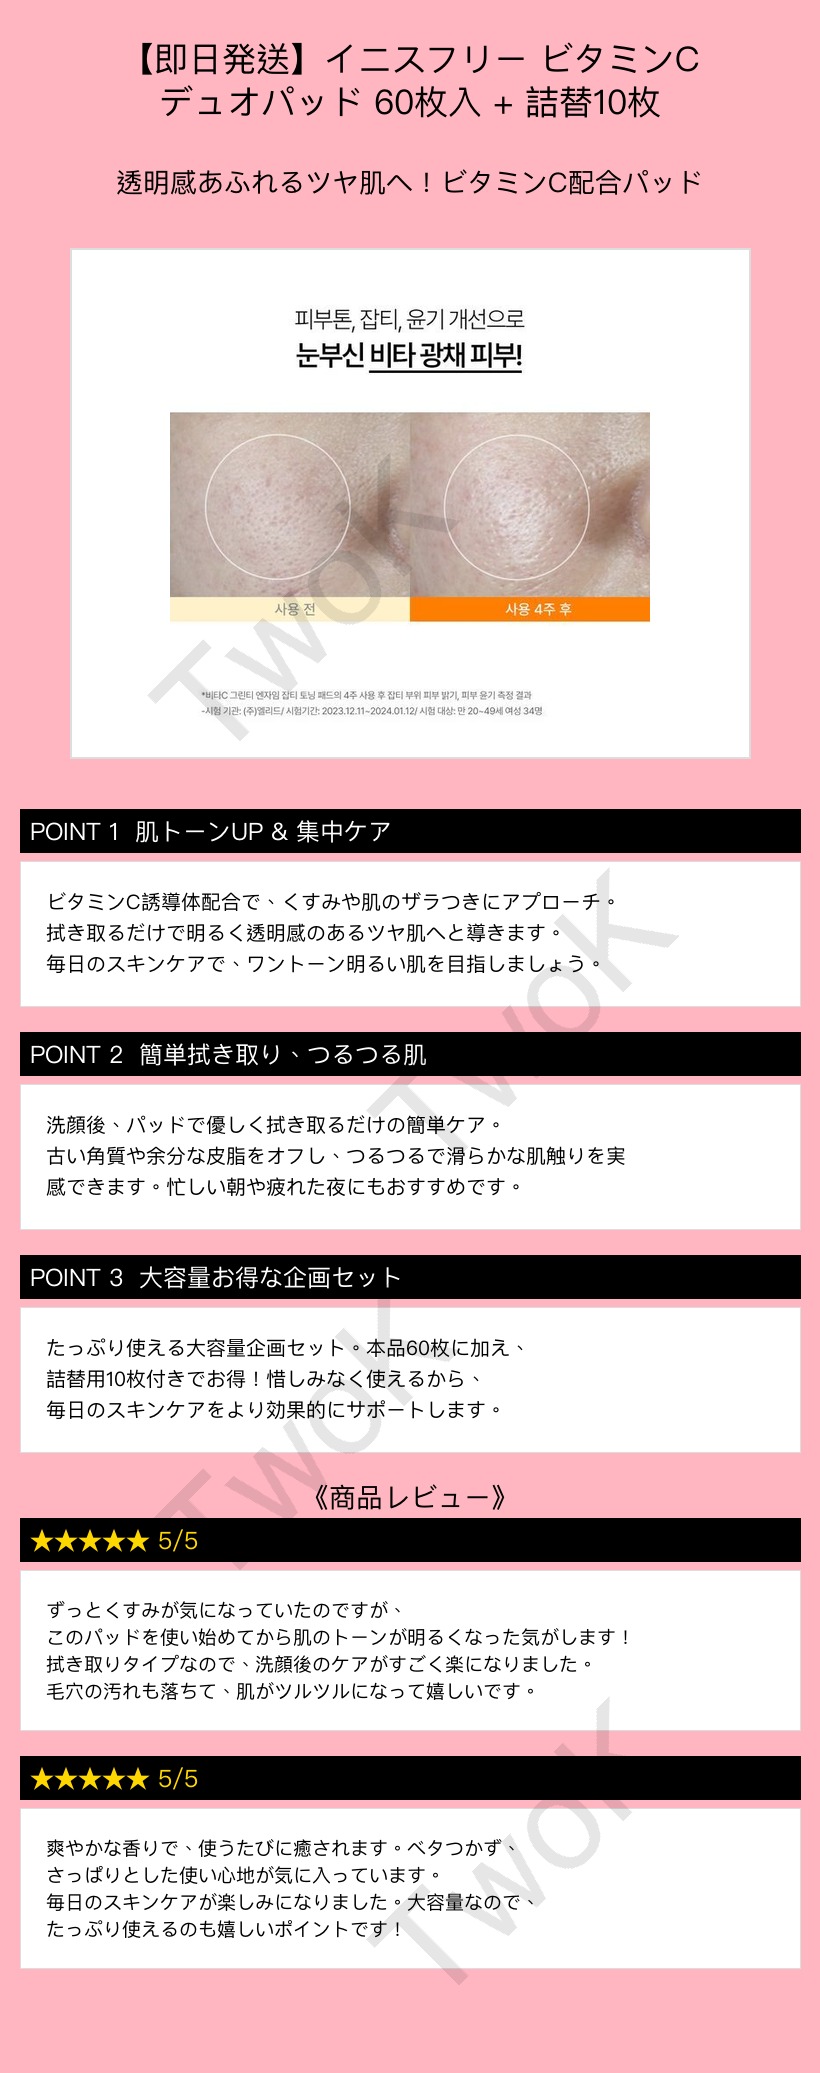 【即日発送】イニスフリー ビタミンC
デュオパッド 60枚入 + 詰替10枚
透明感あふれるツヤ肌へ！ビタミンC配合パッド
피부톤, 잡티, 윤기 개선으로
눈부신 비타 광채 피부!
사용 전
사용 4주 후
*비타C 그린티 엔자임 잡티 토닝 패드의 4주 사용 후 잡티 부위 피부 밝기, 피부 윤기 측정 결과
-시험 기관: (주)엘리드/ 시험기간: 2023.12.11~2024.01.12/ 시험 대상: 만 20~49세 여성 34명
TwoK
POINT 1 肌トーンUP & 集中ケア
ビタミンC誘導体配合で、くすみや肌のザラつきにアプローチ。
拭き取るだけで明るく透明感のあるツヤ肌へと導きます。
毎日のスキンケアで、ワントーン明るい肌を目指しましょう。
TwoK
POINT 2 簡単拭き取り、つるつる肌
洗顔後、パッドで優しく拭き取るだけの簡単ケア。
古い角質や余分な皮脂をオフし、つるつるで滑らかな肌触りを実
感できます。忙しい朝や疲れた夜にもおすすめです。
POINT 3 大容量お得な企画セット
たっぷり使える大容量企画セット。本品60枚に加え、
詰替用10枚付きでお得！惜しみなく使えるから、
毎日のスキンケアをより効果的にサポートします。
TwoK
《商品レビュー》
★★★★★ 5/5
ずっとくすみが気になっていたのですが、
このパッドを使い始めてから肌のトーンが明るくなった気がします！
拭き取りタイプなので、洗顔後のケアがすごく楽になりました。
毛穴の汚れも落ちて、肌がツルツルになって嬉しいです。
★★★★★ 5/5
爽やかな香りで、使うたびに癒されます。ベタつかず、
さっぱりとした使い心地が気に入っています。
毎日のスキンケアが楽しみになりました。大容量なので、
たっぷり使えるのも嬉しいポイントです！
TwoK